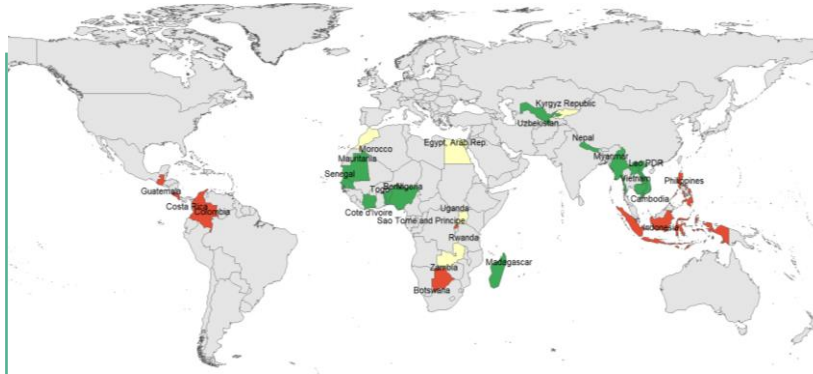 Kyrgyz Republic
Uzbekistan
Morocco
Egypt, Arab Rep.
Nepal
Mauritania
Myanmar
Lao PDR
Senegal
Togo
Benin
Nigeria
Vietnam
Philippines
Guatemala
Cambodia
Costa Rica
Colombia
Cote d'Ivoire
Uganda
Sao Tome and Principe
Indonesia
Rwanda
Madagascar
Zambia
Botswana